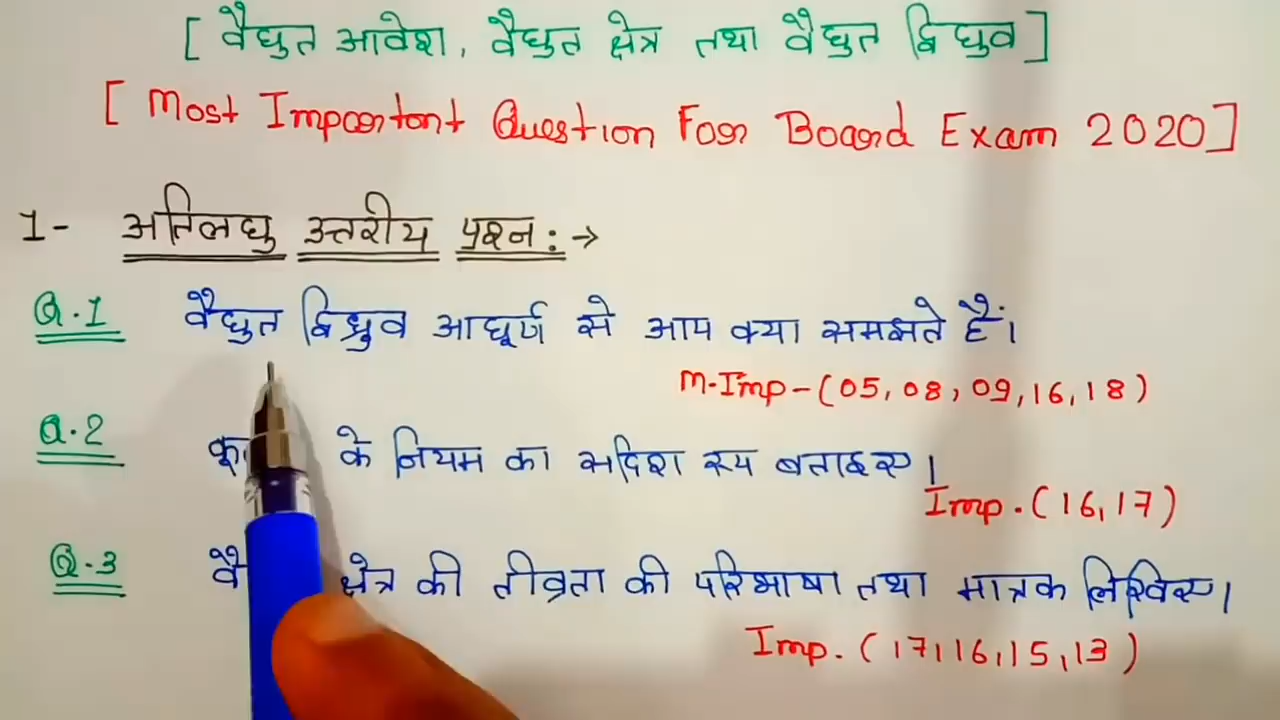 [ वैद्युत आवेश, वैद्युत क्षेत्र तथा वैद्युत द्विध्रुव ]
[ Most Important Question For Board Exam 2020 ]
1- अतिलघु उत्तरीय प्रश्न :→
Q.1 वैद्युत द्विध्रुव आघूर्ण से आप क्या समझते हैं।
M.Imp-(05, 08, 09, 16, 18)
Q.2 के नियम का सदिश रूप बताइए।
Imp.(16, 17)
Q.3 क्षेत्र की तीव्रता की परिभाषा तथा मात्रक लिखिए।
Imp. (17, 16, 15, 13)